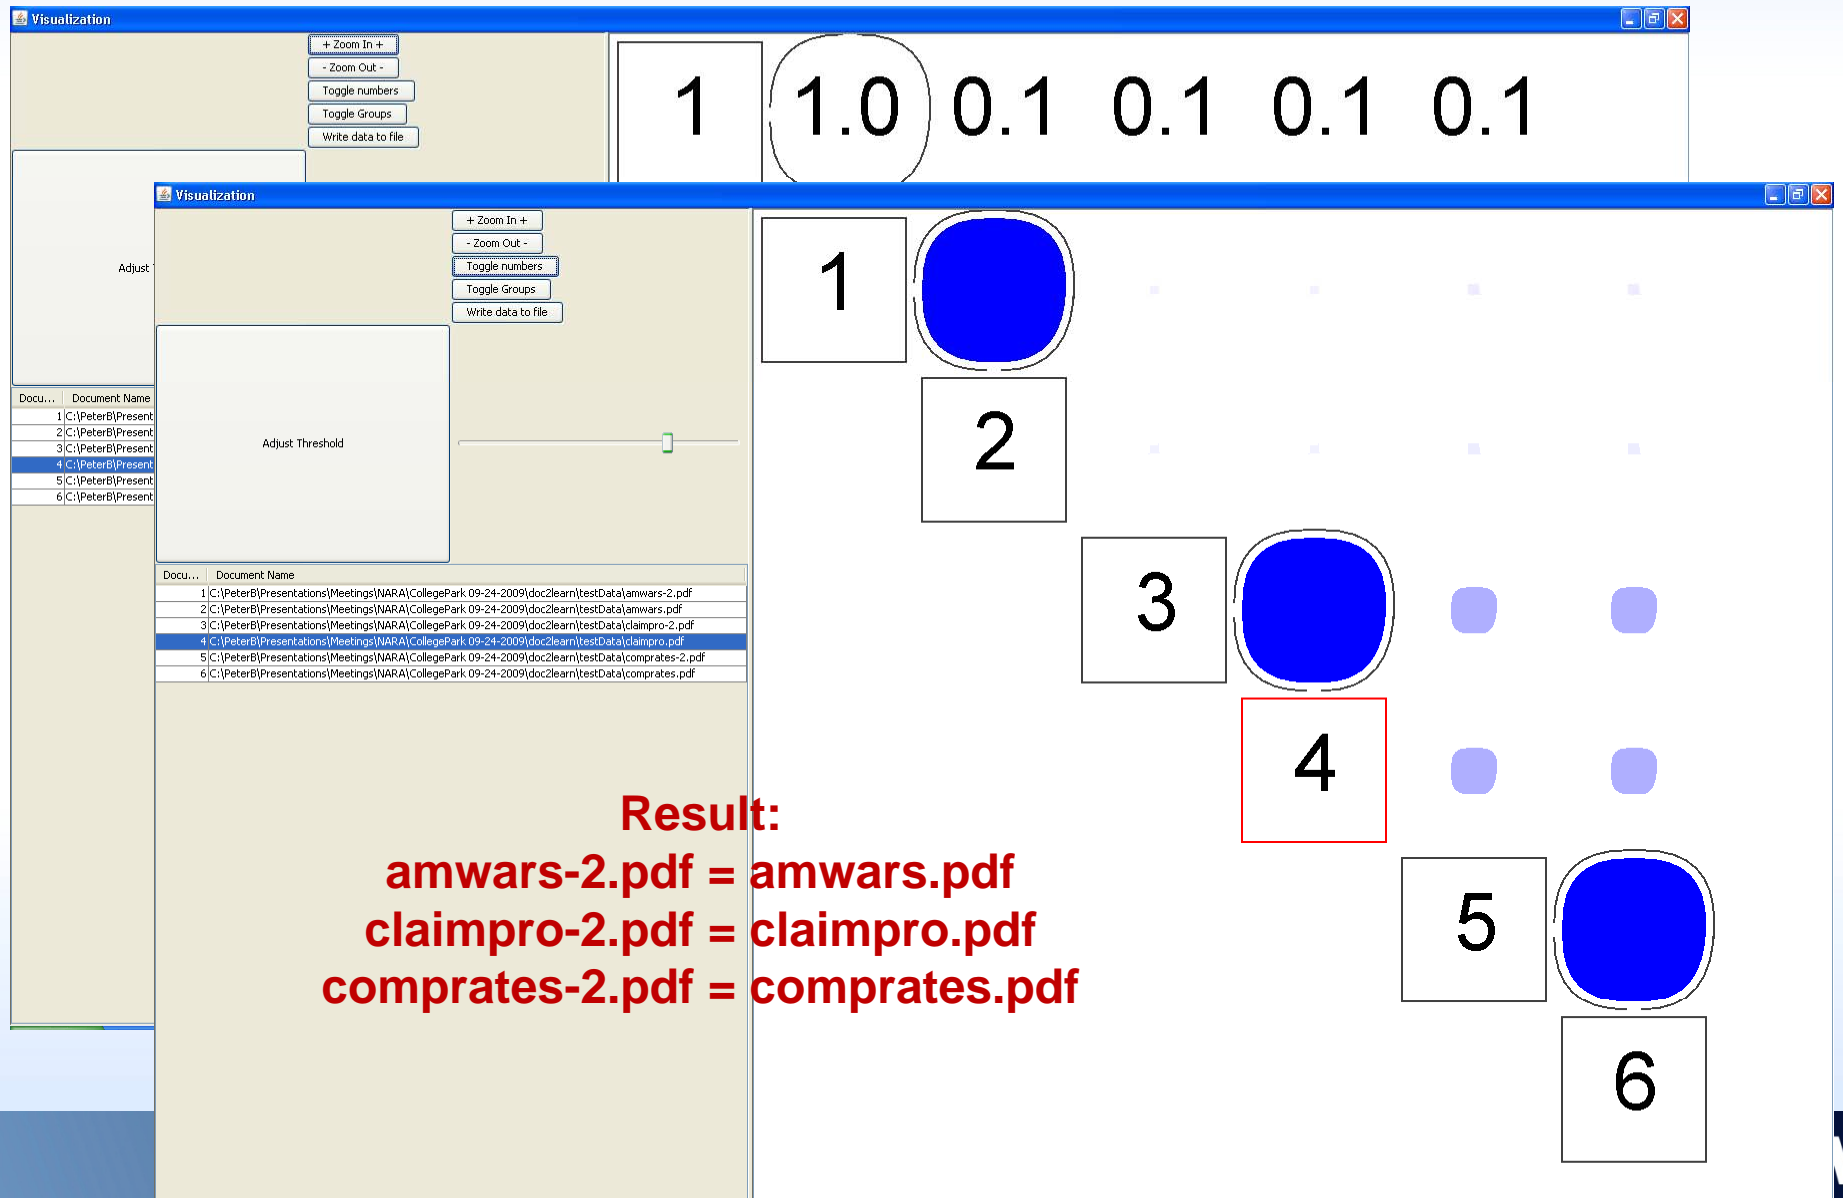 Visualization
+ Zoom In +
- Zoom Out -
Toggle numbers
Toggle Groups
Write data to file
1 1.0 0.1 0.1 0.1 0.1
Adjust
Docu... Document Name
1 C:\PeterB\Present
2 C:\PeterB\Present
3 C:\PeterB\Present
4 C:\PeterB\Present
5 C:\PeterB\Present
6 C:\PeterB\Present
Visualization
+ Zoom In +
- Zoom Out -
Toggle numbers
Toggle Groups
Write data to file
Adjust Threshold
Docu... Document Name
1 C:\PeterB\Presentations\Meetings\NARA\CollegePark 09-24-2009\doc2learn\testData\amwars-2.pdf
2 C:\PeterB\Presentations\Meetings\NARA\CollegePark 09-24-2009\doc2learn\testData\amwars.pdf
3 C:\PeterB\Presentations\Meetings\NARA\CollegePark 09-24-2009\doc2learn\testData\claimpro-2.pdf
4 C:\PeterB\Presentations\Meetings\NARA\CollegePark 09-24-2009\doc2learn\testData\claimpro.pdf
5 C:\PeterB\Presentations\Meetings\NARA\CollegePark 09-24-2009\doc2learn\testData\comprates-2.pdf
6 C:\PeterB\Presentations\Meetings\NARA\CollegePark 09-24-2009\doc2learn\testData\comprates.pdf
1
2
3
4
5
6
Result:
amwars-2.pdf = amwars.pdf
claimpro-2.pdf = claimpro.pdf
comprates-2.pdf = comprates.pdf